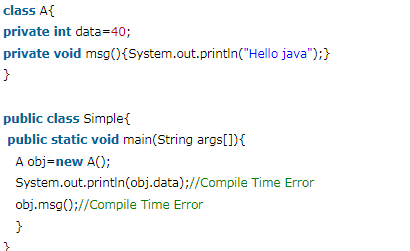 class A{
private int data=40;
private void msg(){System.out.println("Hello java");}
}
public class Simple{
public static void main(String args[]){
A obj=new A();
System.out.println(obj.data);//Compile Time Error
obj.msg();//Compile Time Error
}
}